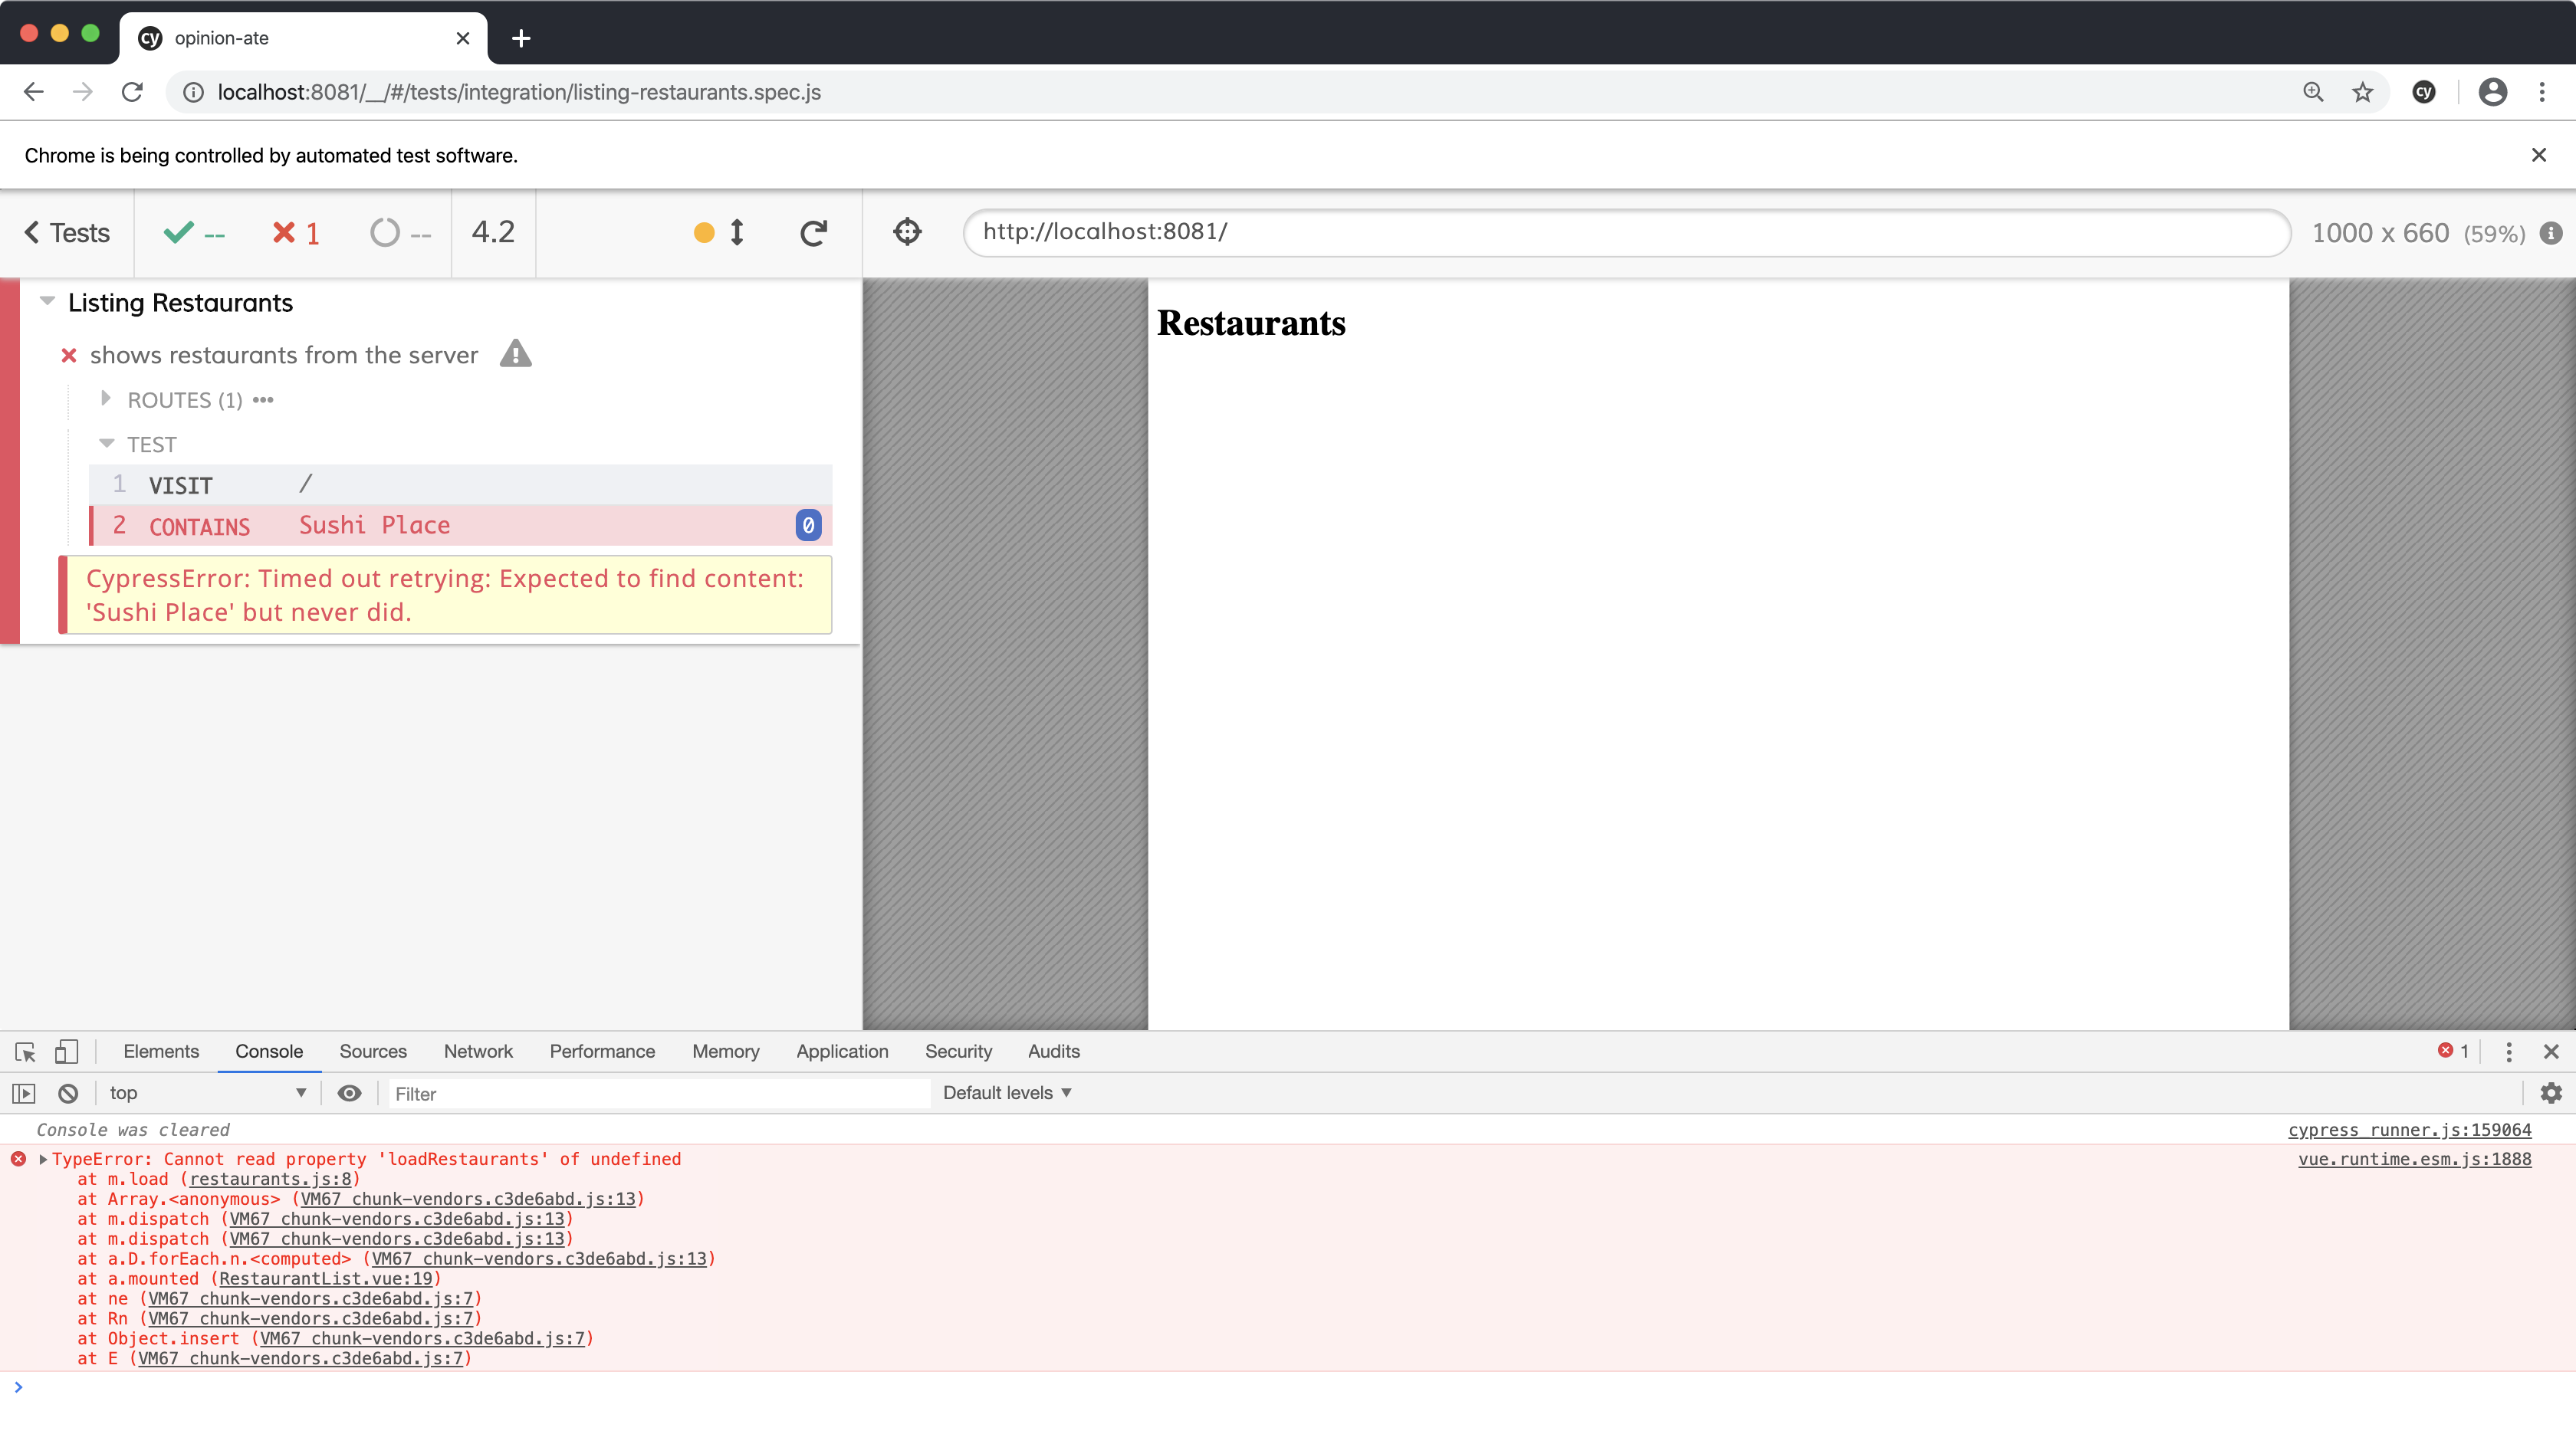 cy opinion-ate
localhost:8081/__/#/tests/integration/listing-restaurants.spec.js cy
Chrome is being controlled by automated test software.
Tests -- 1 -- 4.2 http://localhost:8081/ 1000 x 660 (59%)
Listing Restaurants
Restaurants
shows restaurants from the server
ROUTES (1)
TEST
1 VISIT /
2 CONTAINS Sushi Place 0
CypressError: Timed out retrying: Expected to find content:
'Sushi Place' but never did.
Elements Console Sources Network Performance Memory Application Security Audits 1
top Filter Default levels
Console was cleared cypress_runner.js:159064
TypeError: Cannot read property 'loadRestaurants' of undefined vue.runtime.esm.js:1888
at m.load (restaurants.js:8)
at Array.<anonymous> (VM67 chunk-vendors.c3de6abd.js:13)
at m.dispatch (VM67 chunk-vendors.c3de6abd.js:13)
at m.dispatch (VM67 chunk-vendors.c3de6abd.js:13)
at a.D.forEach.n.<computed> (VM67 chunk-vendors.c3de6abd.js:13)
at a.mounted (RestaurantList.vue:19)
at ne (VM67 chunk-vendors.c3de6abd.js:7)
at Rn (VM67 chunk-vendors.c3de6abd.js:7)
at Object.insert (VM67 chunk-vendors.c3de6abd.js:7)
at E (VM67 chunk-vendors.c3de6abd.js:7)